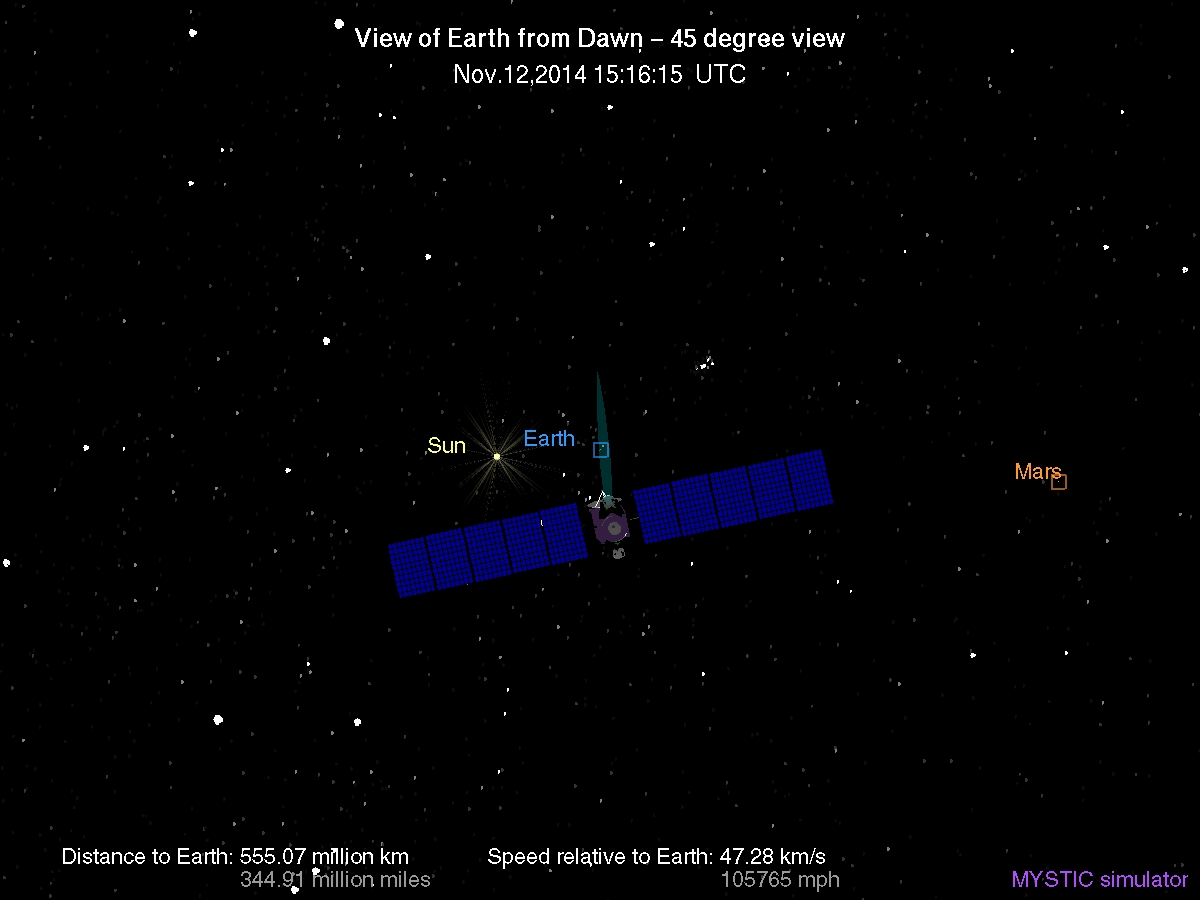 View of Earth from Dawn – 45 degree view
Nov.12,2014 15:16:15 UTC
Sun
Earth
Mars
Distance to Earth: 555.07 million km
344.91 million miles
Speed relative to Earth: 47.28 km/s
105765 mph
MYSTIC simulator